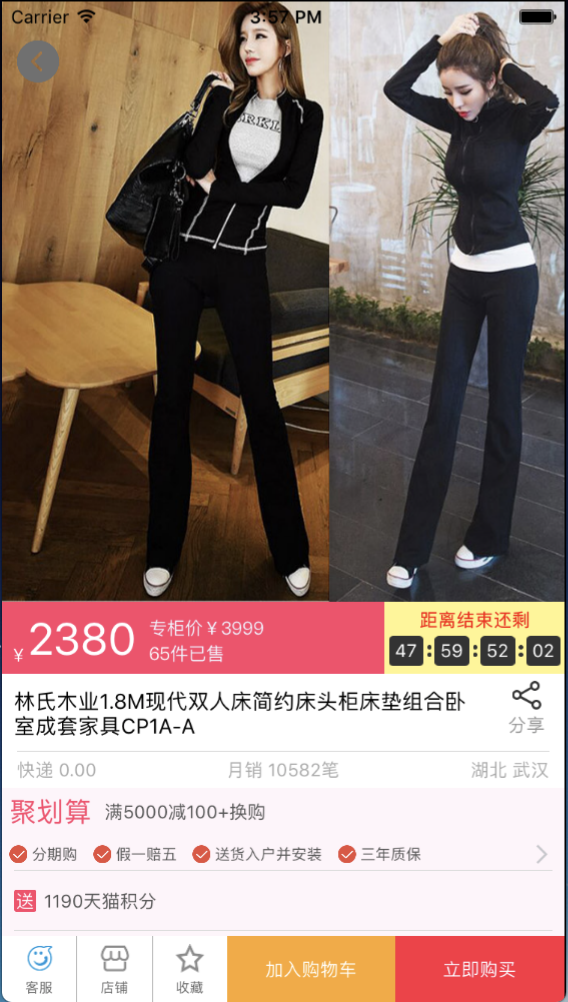 Carrier 3:57 PM
RKL
¥ 2380 专柜价￥3999
65件已售
距离结束还剩
47 : 59 : 52 : 02
林氏木业1.8M现代双人床简约床头柜床垫组合卧
室成套家具CP1A-A
分享
快递 0.00 月销 10582笔 湖北 武汉
聚划算 满5000减100+换购
分期购 假一赔五 送货入户并安装 三年质保
送 1190天猫积分
客服 店铺 收藏 加入购物车 立即购买